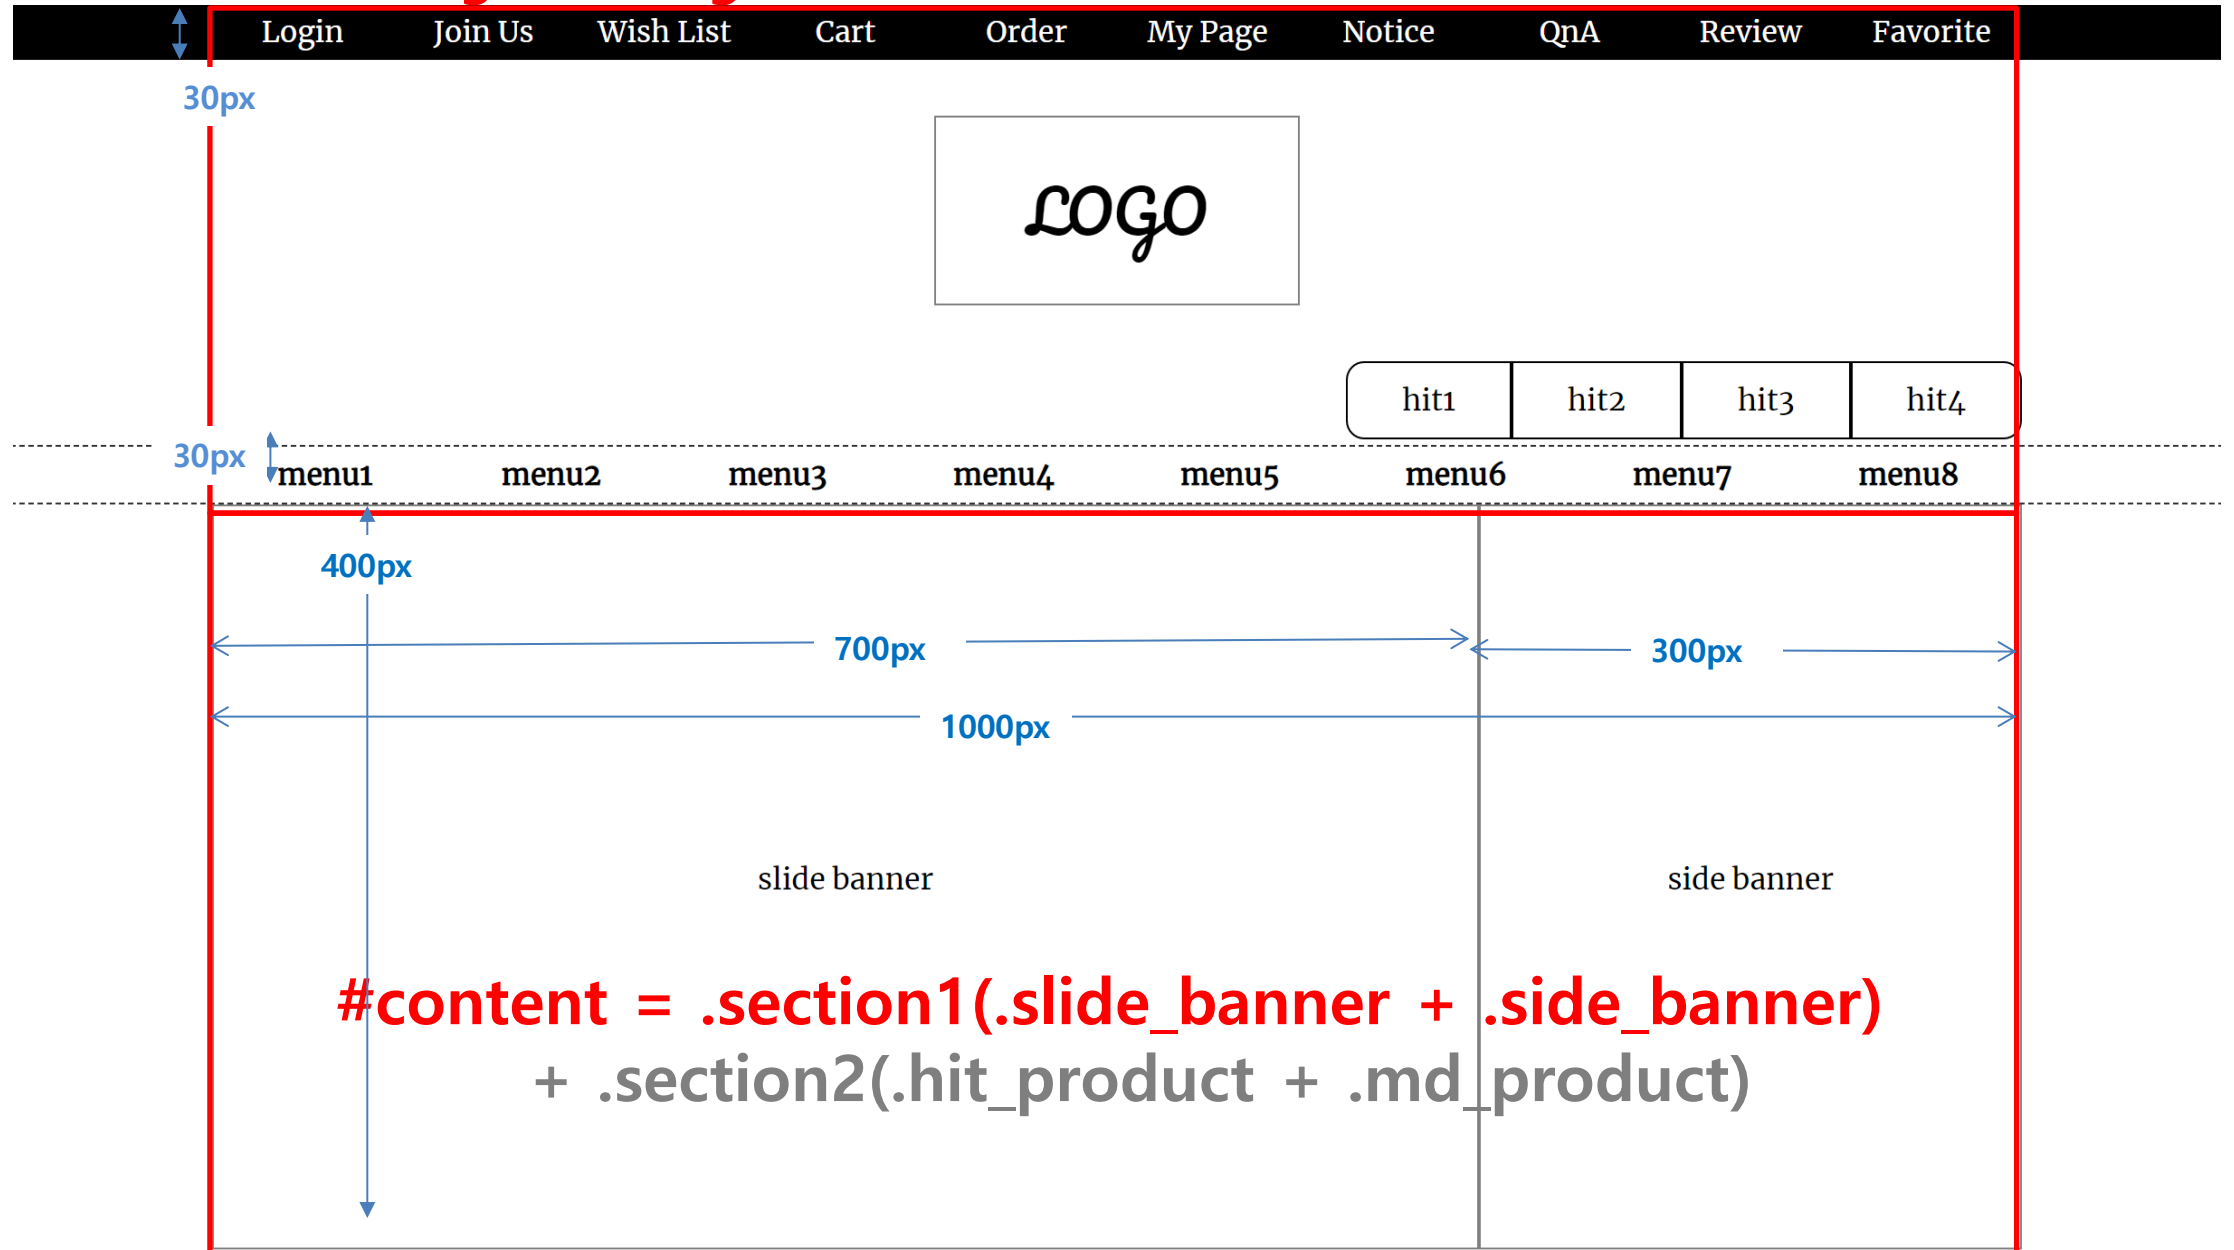 Login Join Us Wish List Cart Order My Page Notice QnA Review Favorite
30px
LOGO
hit1 hit2 hit3 hit4
30px
menu1 menu2 menu3 menu4 menu5 menu6 menu7 menu8
400px
700px 300px
1000px
slide banner side banner
#content = .section1(.slide_banner + .side_banner)
+ .section2(.hit_product + .md_product)